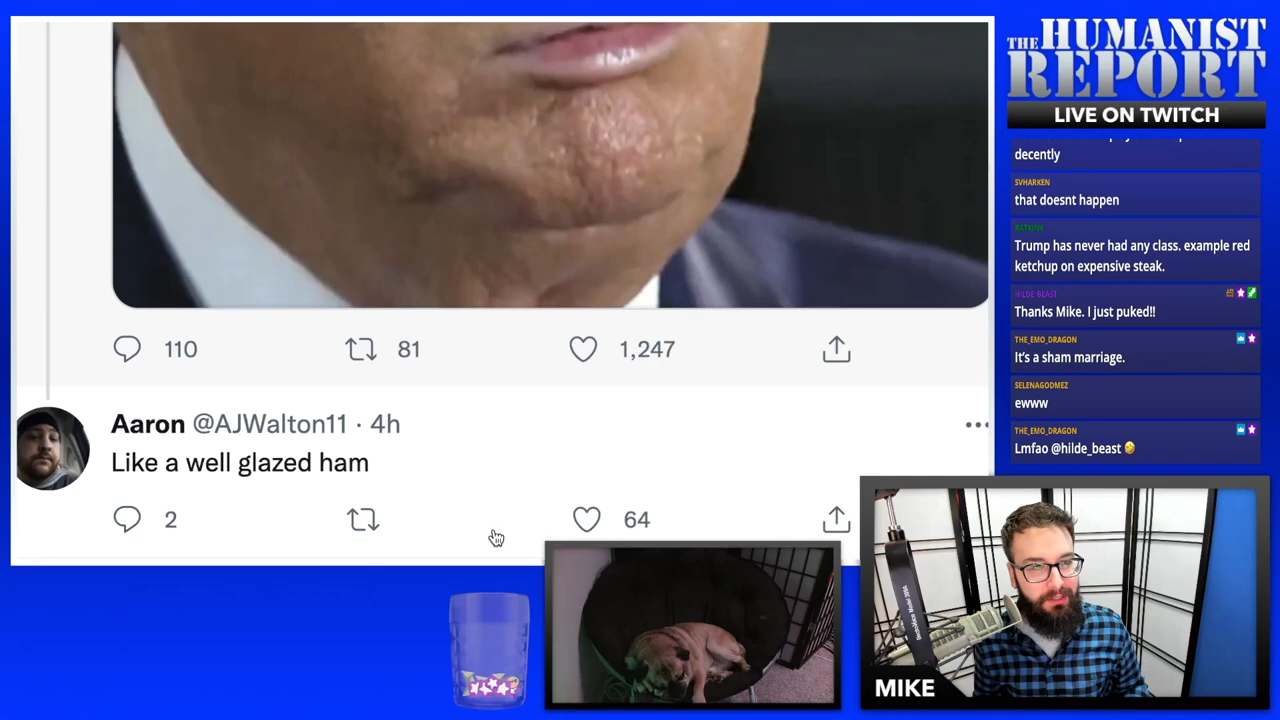 110
81
1,247
Aaron @AJWalton11 · 4h
Like a well glazed ham
2
64
THE HUMANIST
REPORT
LIVE ON TWITCH
decently
SVHARKEN
that doesnt happen
Trump has never had any class. example red
ketchup on expensive steak.
HILDE BEAST
Thanks Mike. I just puked!!
THE_EMO_DRAGON
It's a sham marriage.
SELENAGODMEZ
ewww
THE_EMO_DRAGON
Lmfao @hilde_beast 🤣
MIKE